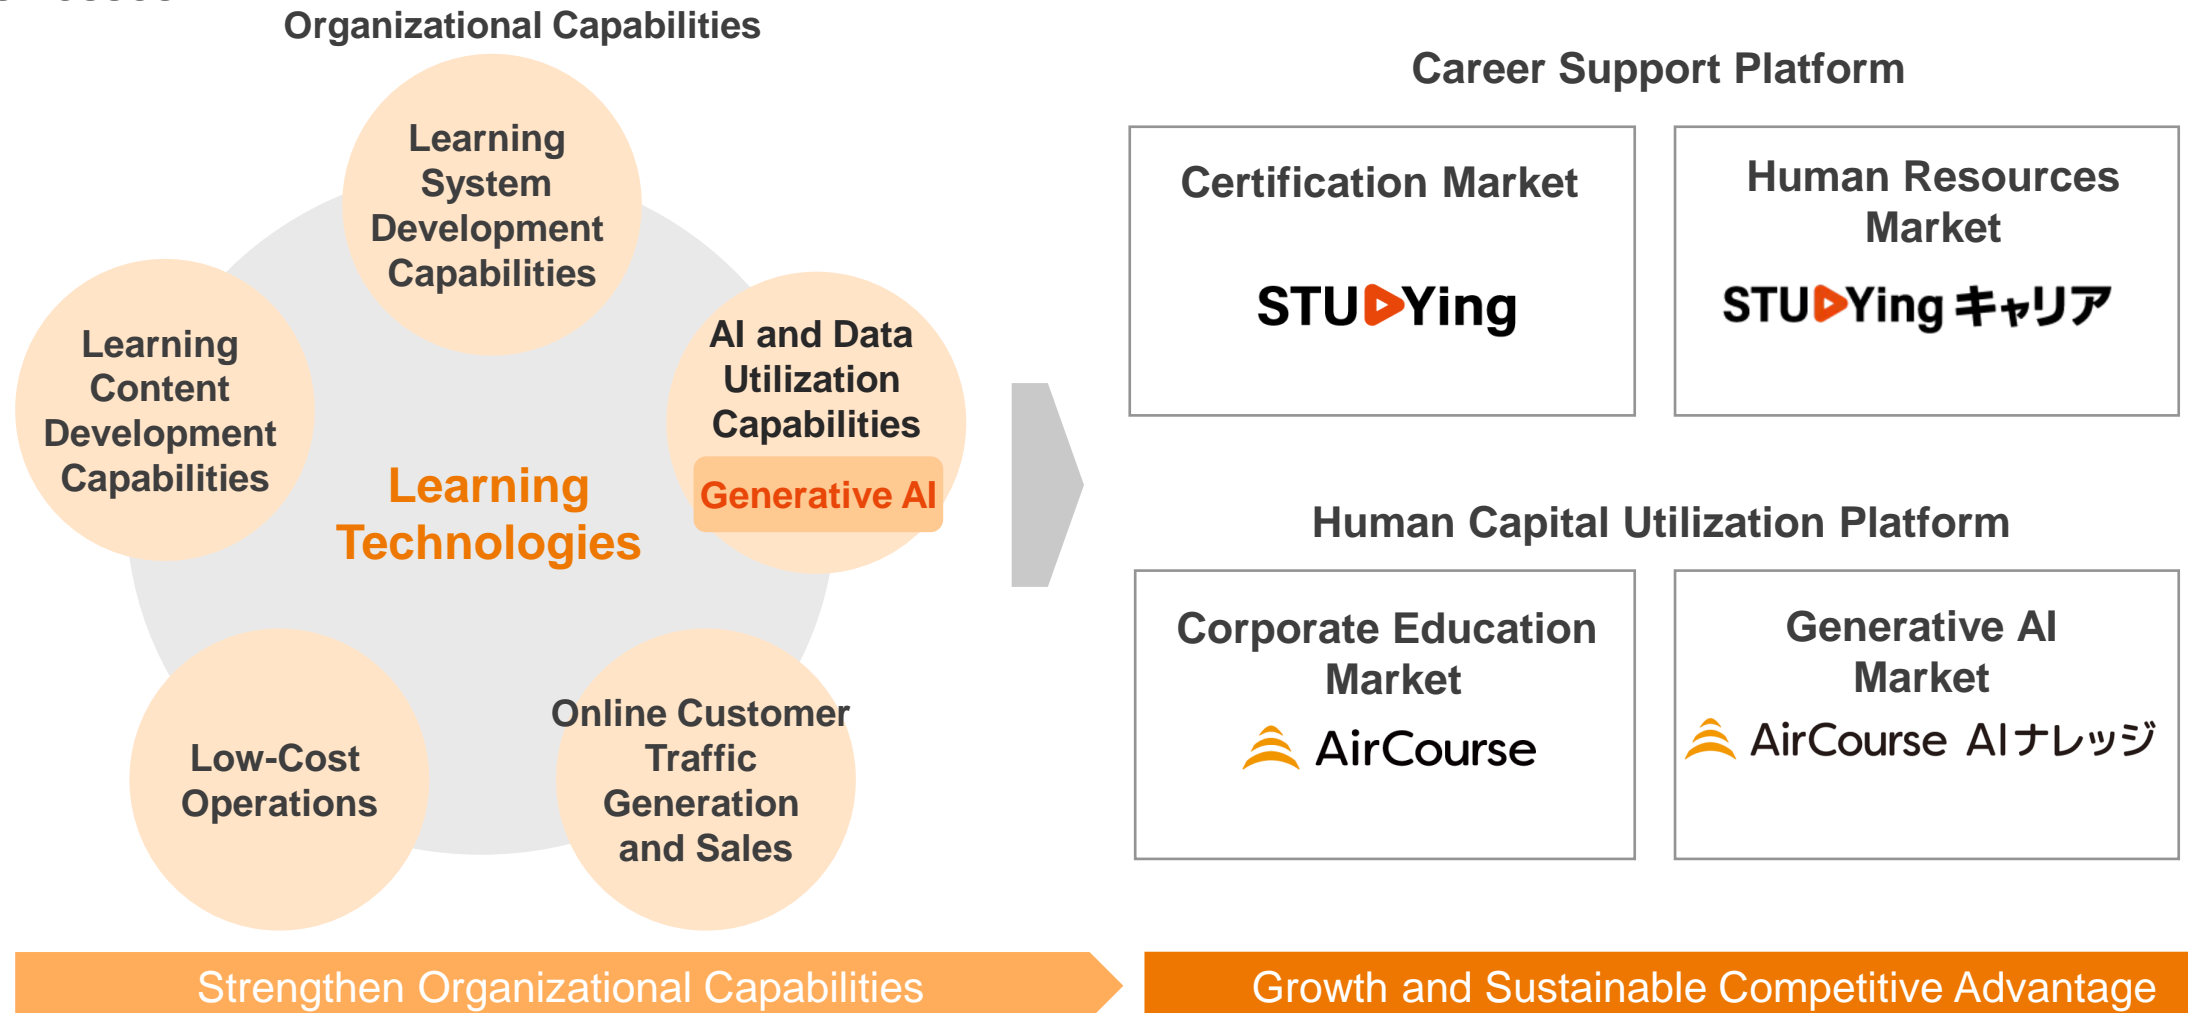 Organizational Capabilities
Learning
System
Development
Capabilities
Learning
Content
Development
Capabilities
AI and Data
Utilization
Capabilities
Generative AI
Learning
Technologies
Low-Cost
Operations
Online Customer
Traffic
Generation
and Sales
Career Support Platform
Certification Market
STUDYing
Human Resources
Market
STUDYing キャリア
Human Capital Utilization Platform
Corporate Education
Market
AirCourse
Generative AI
Market
AirCourse AIナレッジ
Strengthen Organizational Capabilities
Growth and Sustainable Competitive Advantage